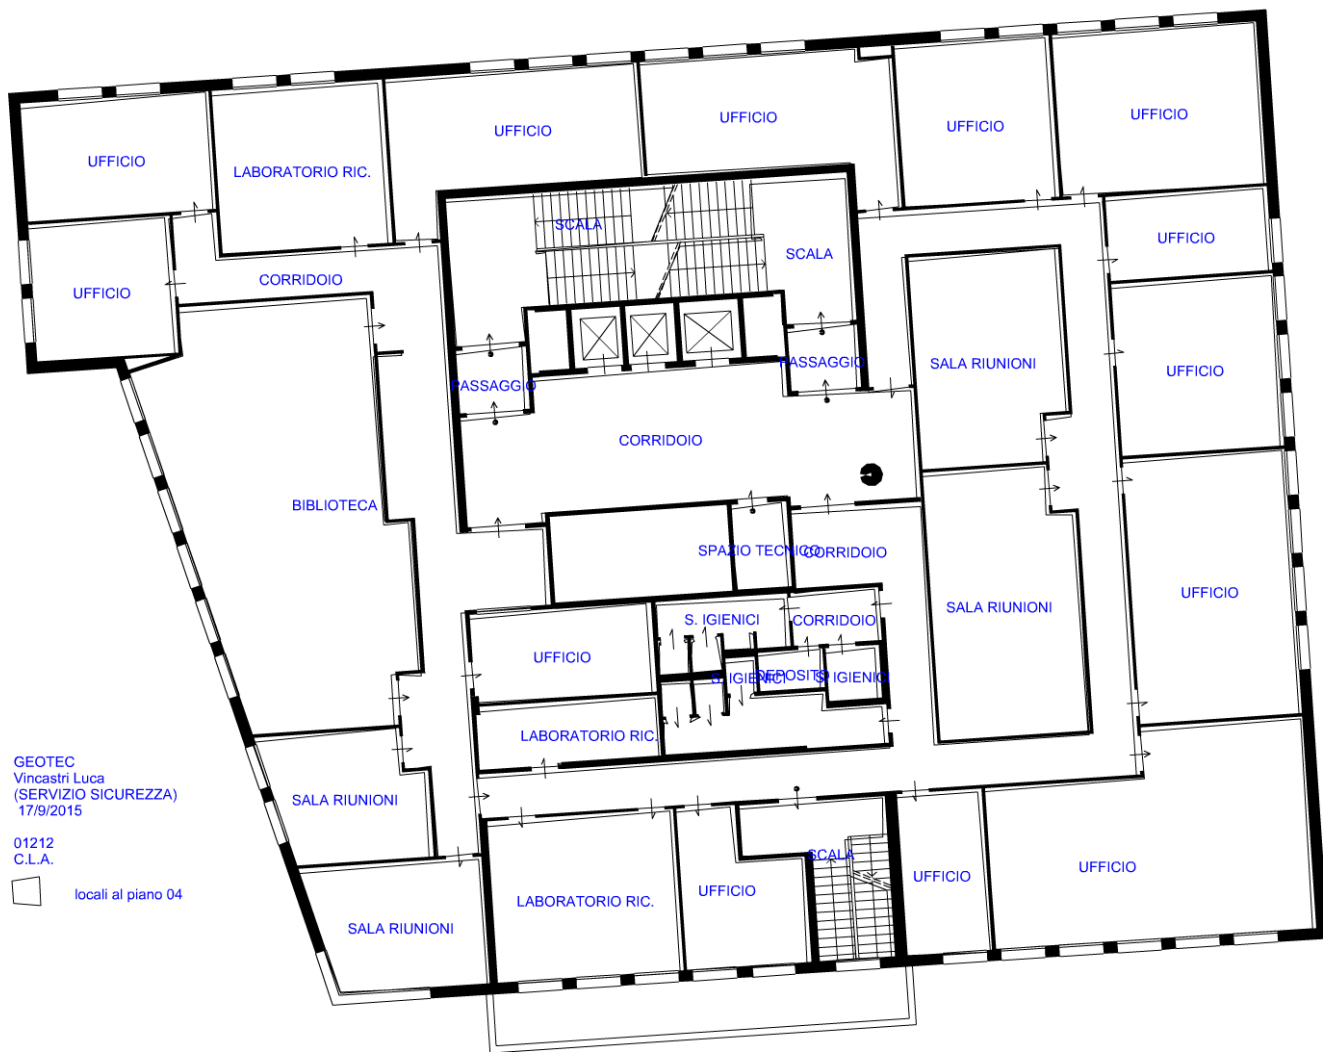 UFFICIO
UFFICIO
UFFICIO
UFFICIO
UFFICIO
UFFICIO
LABORATORIO RIC.
SCALA
UFFICIO
SCALA
CORRIDOIO
UFFICIO
SALA RIUNIONI
PASSAGGIO
UFFICIO
PASSAGGIO
CORRIDOIO
BIBLIOTECA
SPAZIO TECNICO
CORRIDOIO
UFFICIO
SALA RIUNIONI
S. IGIENICI
CORRIDOIO
UFFICIO
S. IGIENICI
DEPOSITO
S. IGIENICI
LABORATORIO RIC.
GEOTEC
Vincastri Luca
(SERVIZIO SICUREZZA)
17/9/2015
01212
C.L.A.
locali al piano 04
SALA RIUNIONI
SCALA
UFFICIO
UFFICIO
UFFICIO
LABORATORIO RIC.
SALA RIUNIONI